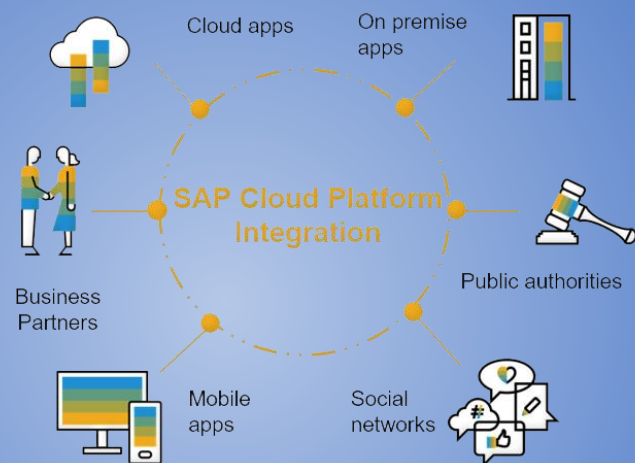 Cloud apps
On premise
apps
SAP Cloud Platform
Integration
Business
Partners
Public authorities
Mobile
apps
Social
networks
#